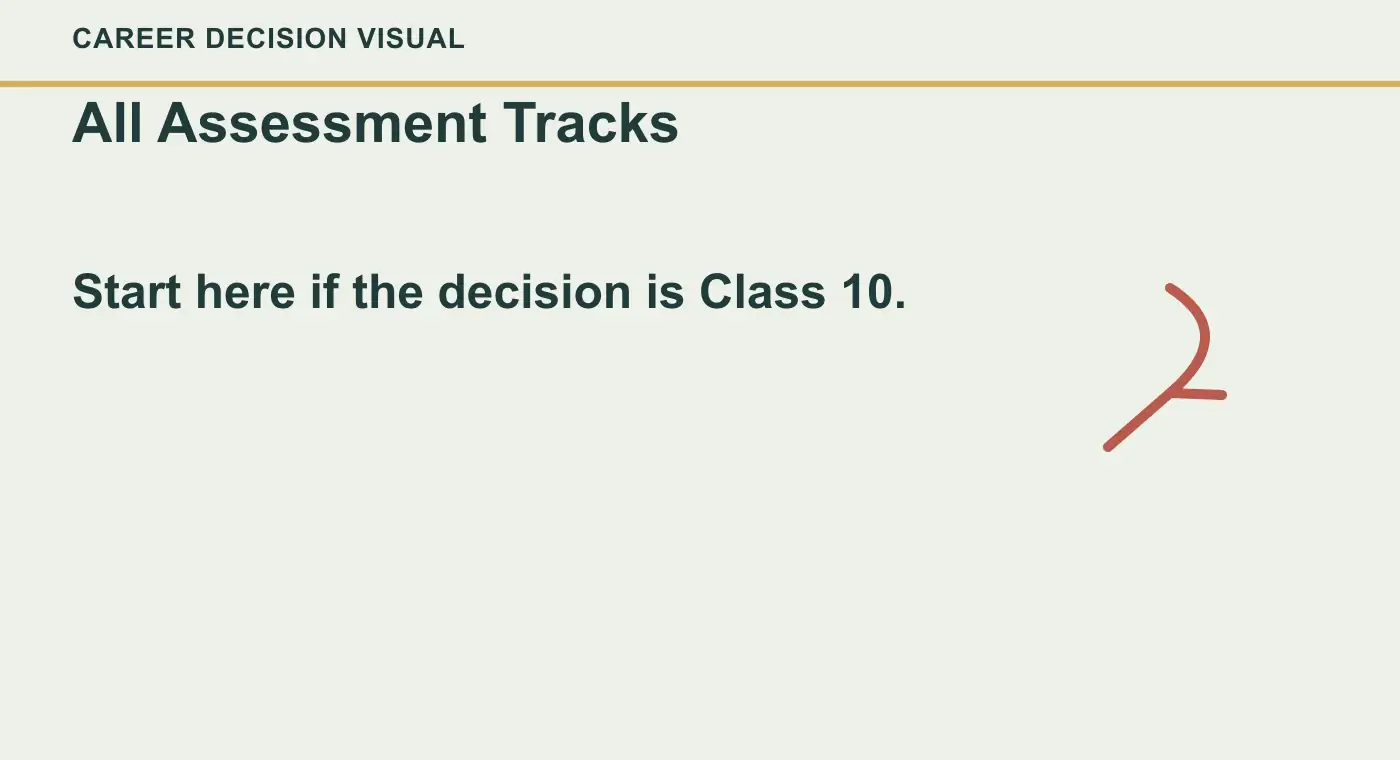 CAREER DECISION VISUAL
All Assessment Tracks
Start here if the decision is Class 10.